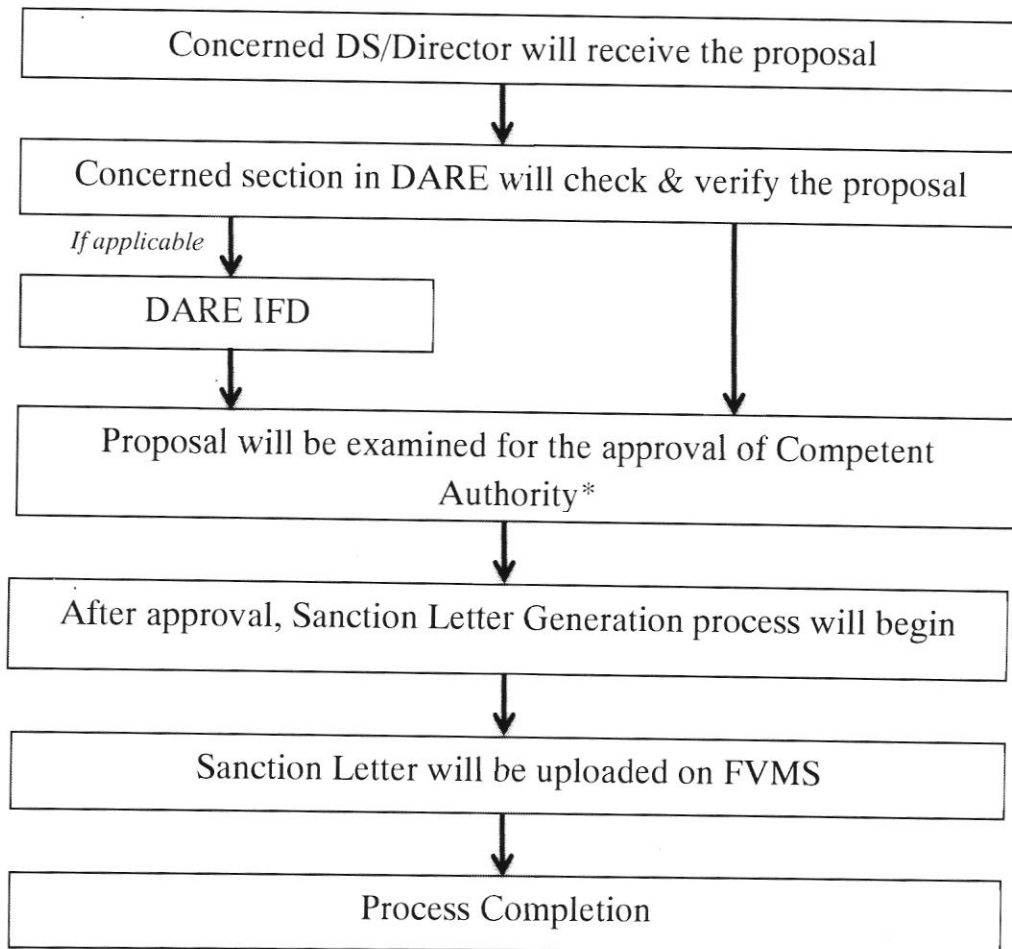 Concerned DS/Director will receive the proposal
Concerned section in DARE will check & verify the proposal
If applicable
DARE IFD
Proposal will be examined for the approval of Competent
Authority*
After approval, Sanction Letter Generation process will begin
Sanction Letter will be uploaded on FVMS
Process Completion